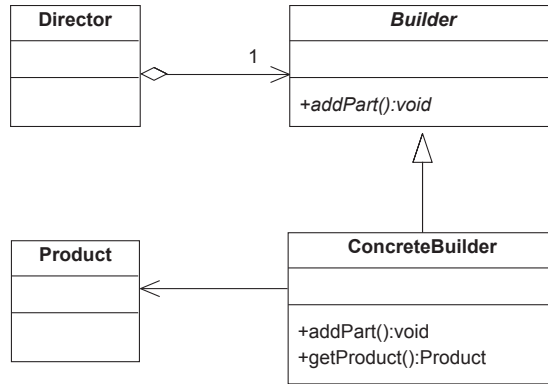 Director
Builder
1
+addPart():void
Product
ConcreteBuilder
+addPart():void
+getProduct():Product